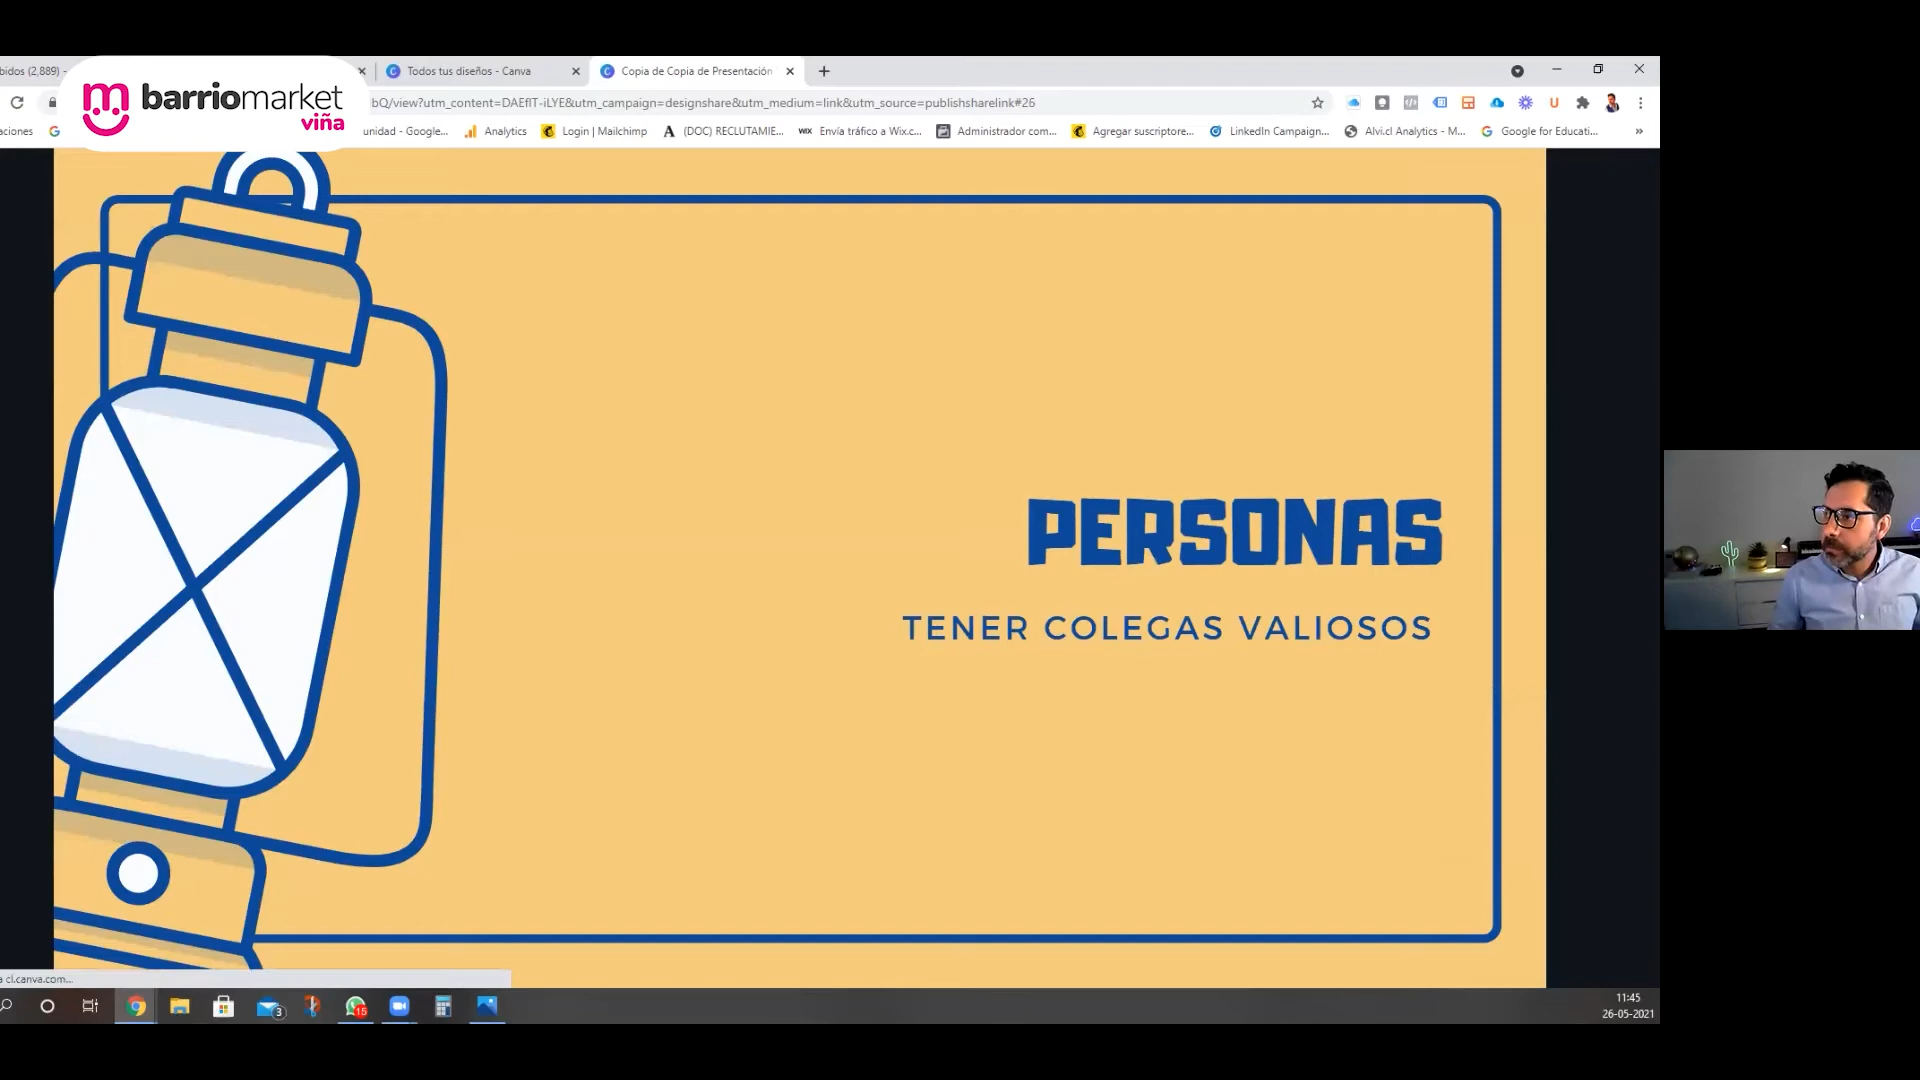 bidos (2,889) -
Todos tus diseños - Canva
Copia de Copia de Presentación
barriomarket
viña
bQ/view?utm_content=DAEfIT-iLYE&utm_campaign=designshare&utm_medium=link&utm_source=publishsharelink#26
aciones
unidad - Google...
Analytics
Login | Mailchimp
(DOC) RECLUTAMIE...
WIX
Envía tráfico a Wix.c...
Administrador com...
Agregar suscriptore...
LinkedIn Campaign...
Alvi.cl Analytics - M...
Google for Educati...
»
PERSONAS
TENER COLEGAS VALIOSOS
a cl.canva.com...
3
15
11:45
26-05-2021